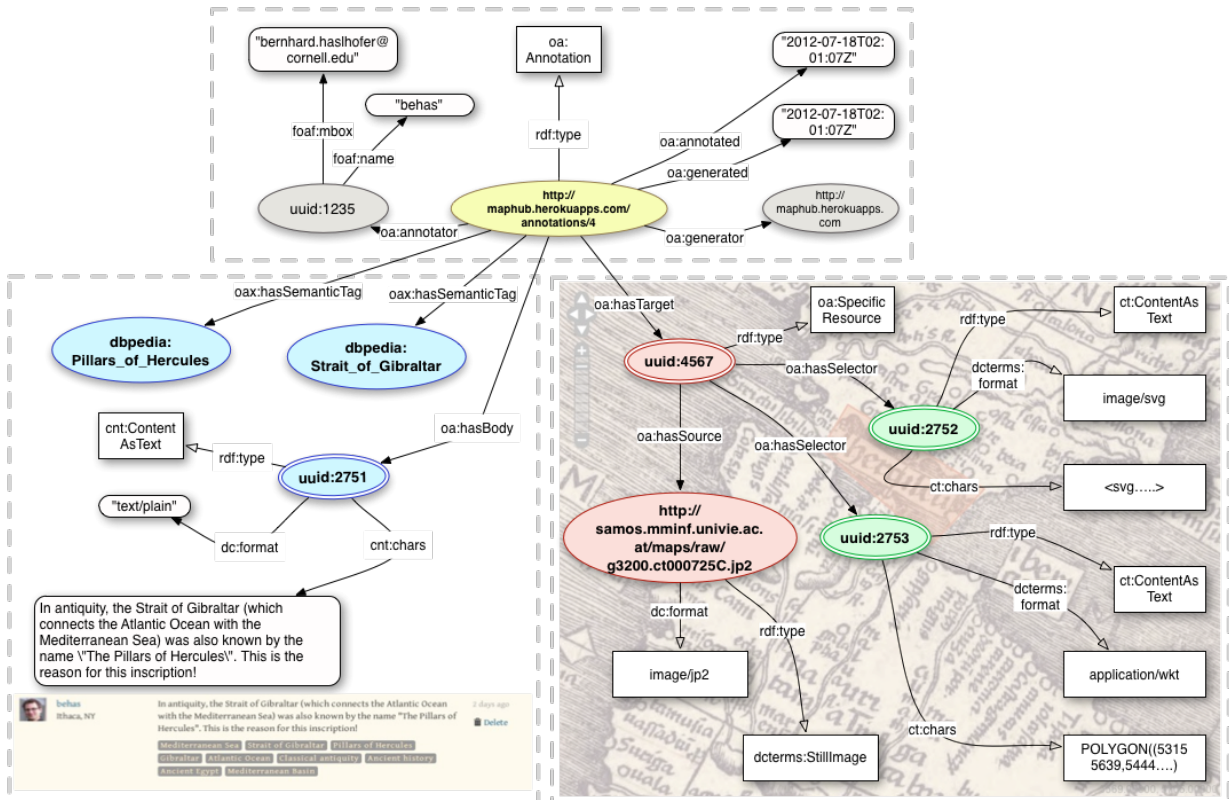 "bernhard.haslhofer@
cornell.edu"
oa:
Annotation
"2012-07-18T02:
01:07Z"
"behas"
"2012-07-18T02:
01:07Z"
foaf:mbox
rdf:type
oa:annotated
foaf:name
oa:generated
uuid:1235
http://
maphub.herokuapps.com/
annotations/4
http://
maphub.herokuapps.
com
oa:annotator
oa:generator
oax:hasSemanticTag
oax:hasSemanticTag
dbpedia:
Pillars_of_Hercules
dbpedia:
Strait_of_Gibraltar
cnt:Content
AsText
oa:hasBody
rdf:type
uuid:2751
"text/plain"
dc:format
cnt:chars
In antiquity, the Strait of Gibraltar (which
connects the Atlantic Ocean with the
Mediterranean Sea) was also known by the
name \"The Pillars of Hercules\". This is the
reason for this inscription!
behas
Ithaca, NY
In antiquity, the Strait of Gibraltar (which connects the Atlantic Ocean
with the Mediterranean Sea) was also known by the name "The Pillars of
Hercules". This is the reason for this inscription!
2 days ago
Delete
Mediterranean Sea Strait of Gibraltar Pillars of Hercules
Gibraltar Atlantic Ocean Classical antiquity Ancient history
Ancient Egypt Mediterranean Basin
oa:hasTarget
oa:Specific
Resource
ct:ContentAs
Text
rdf:type
rdf:type
uuid:4567
oa:hasSelector
dcterms:
format
image/svg
oa:hasSource
oa:hasSelector
uuid:2752
ct:chars
<svg.....>
http://
samos.mminf.univie.ac.
at/maps/raw/
g3200.ct000725C.jp2
uuid:2753
rdf:type
ct:ContentAs
Text
dcterms:
format
dc:format
rdf:type
image/jp2
application/wkt
ct:chars
dcterms:StillImage
POLYGON((5315
5639,5444....)